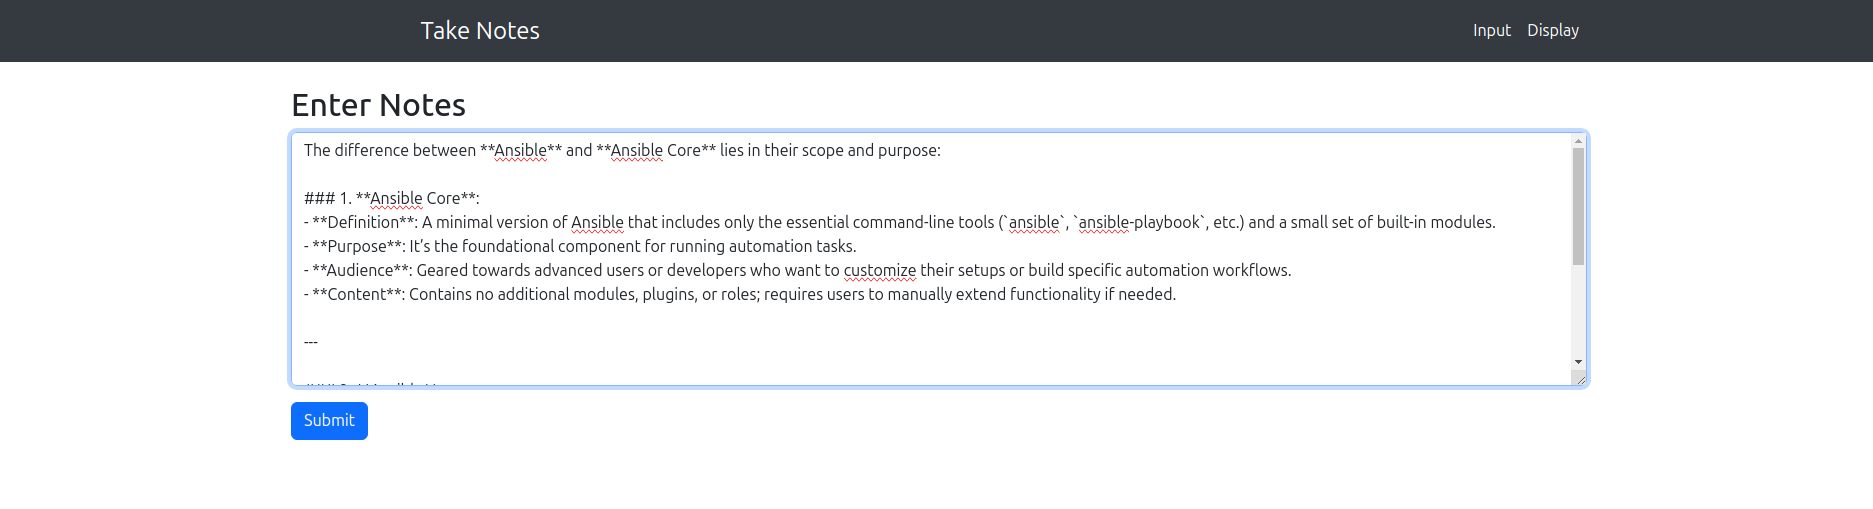 Take Notes
Input Display
Enter Notes
The difference between **Ansible** and **Ansible Core** lies in their scope and purpose:
### 1. **Ansible Core**:
- **Definition**: A minimal version of Ansible that includes only the essential command-line tools (`ansible`, `ansible-playbook`, etc.) and a small set of built-in modules.
- **Purpose**: It’s the foundational component for running automation tasks.
- **Audience**: Geared towards advanced users or developers who want to customize their setups or build specific automation workflows.
- **Content**: Contains no additional modules, plugins, or roles; requires users to manually extend functionality if needed.
---
Submit